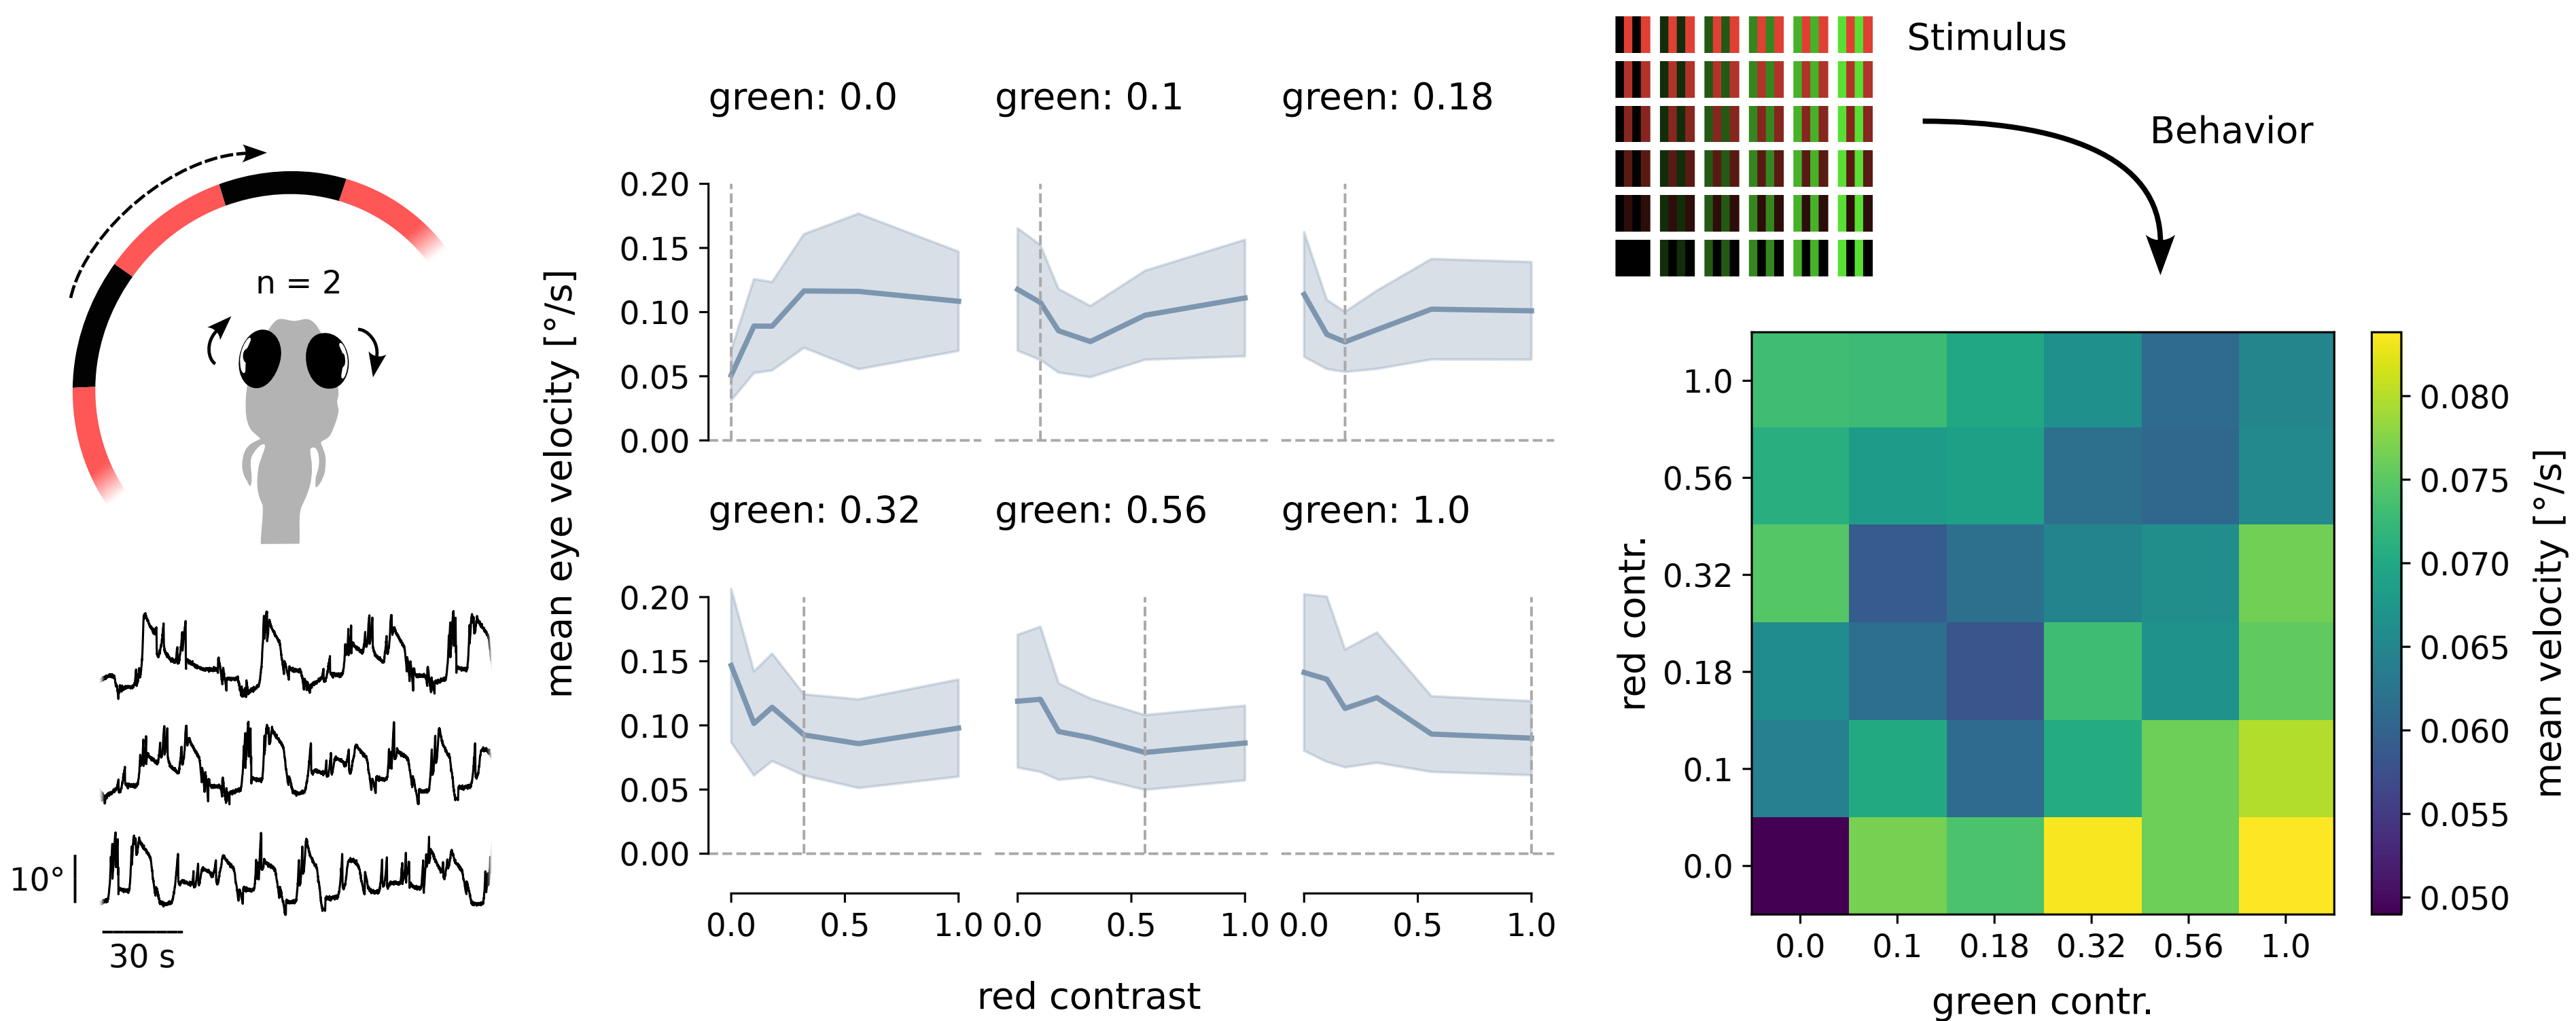 n = 2
10°
30 s
mean eye velocity [°/s]
green: 0.0
green: 0.1
green: 0.18
0.20
0.15
0.10
0.05
0.00
green: 0.32
green: 0.56
green: 1.0
0.20
0.15
0.10
0.05
0.00
0.0 0.5 1.0
0.0 0.5 1.0
0.0 0.5 1.0
red contrast
Stimulus
Behavior
red contr.
1.0
0.56
0.32
0.18
0.1
0.0
0.0 0.1 0.18 0.32 0.56 1.0
green contr.
0.080
0.075
0.070
0.065
0.060
0.055
0.050
mean velocity [°/s]